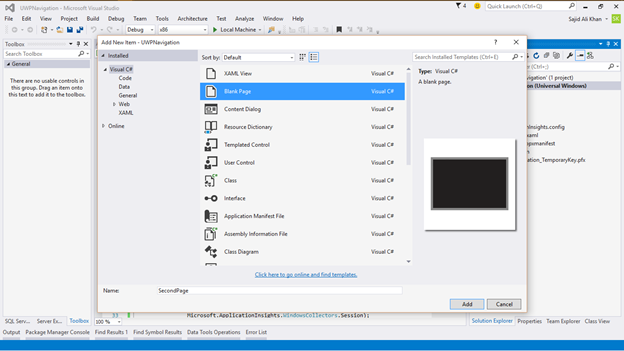 UWPNavigation - Microsoft Visual Studio
4
Quick Launch (Ctrl+Q)
File Edit View Project Build Debug Team Tools Architecture Test Analyze Window Help
Sajid Ali Khan
SK
Debug x86 Local Machine
Toolbox
Search Toolbox
General
There are no usable controls in
this group. Drag an item onto
this text to add it to the toolbox.
Add New Item - UWPNavigation
Installed
Visual C#
Code
Data
General
Web
XAML
Online
Sort by: Default
Search Installed Templates (Ctrl+E)
XAML View Visual C#
Blank Page Visual C#
Content Dialog Visual C#
Resource Dictionary Visual C#
Templated Control Visual C#
User Control Visual C#
Class Visual C#
Interface Visual C#
Application Manifest File Visual C#
Assembly Information File Visual C#
Class Diagram Visual C#
Click here to go online and find templates.
Type: Visual C#
A blank page.
Name: SecondPage
Add Cancel
(Ctrl+;)
vigation' (1 project)
on (Universal Windows)
nInsights.config
xaml
appxmanifest
n
ation_TemporaryKey.pfx
33 Microsoft.ApplicationInsights.WindowsCollectors.Session);
100 %
SQL Serv... Server Ex... Toolbox
Solution Explorer Properties Team Explorer Class View
Output Package Manager Console Find Results 1 Find Symbol Results Data Tools Operations Error List